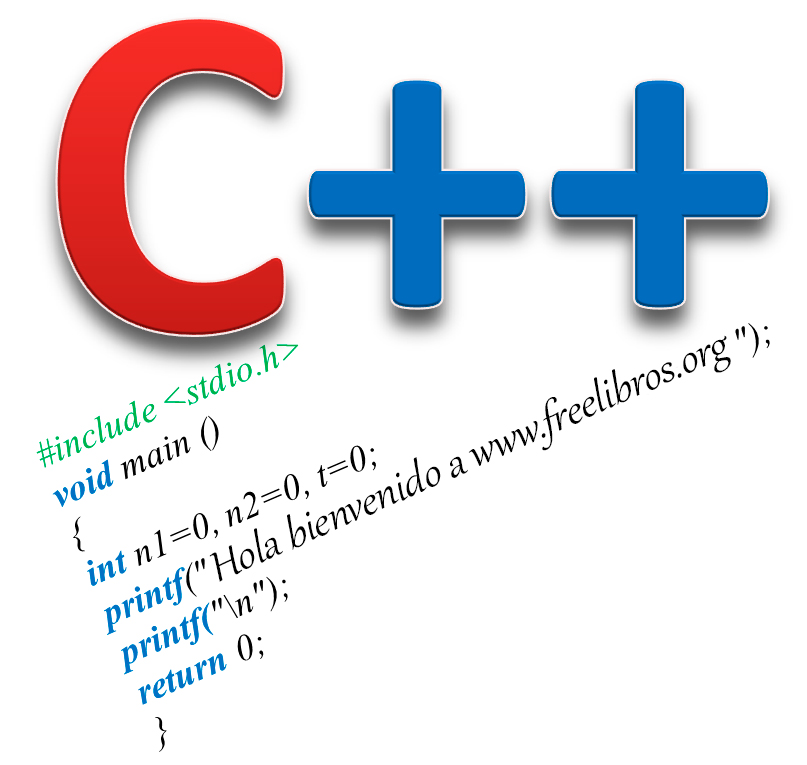 C++
#include <stdio.h>
void main ()
{
int n1=0, n2=0, t=0;
printf("Hola bienvenido a www.freelibros.org ");
printf("\n");
return 0;
}